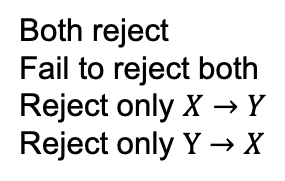 Both reject
Fail to reject both
Reject only X → Y
Reject only Y → X